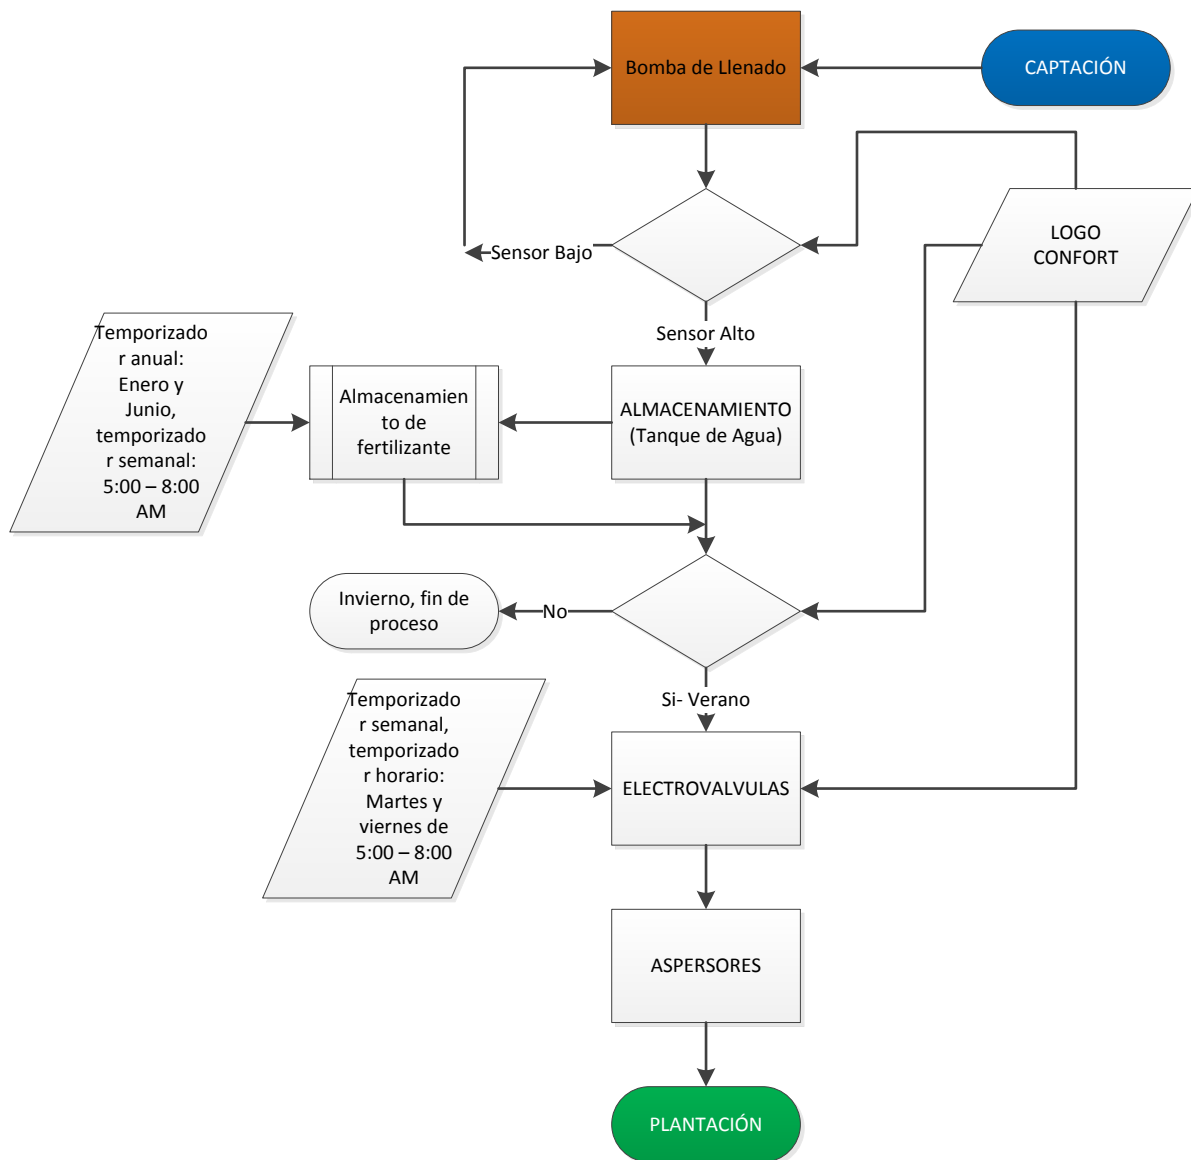 Bomba de Llenado
CAPTACIÓN
LOGO
CONFORT
Sensor Bajo
Sensor Alto
Temporizado
r anual:
Enero y
Junio,
temporizado
r semanal:
5:00 – 8:00
AM
Almacenamien
to de
fertilizante
ALMACENAMIENTO
(Tanque de Agua)
Invierno, fin de
proceso
No
Si- Verano
Temporizado
r semanal,
temporizado
r horario:
Martes y
viernes de
5:00 – 8:00
AM
ELECTROVALVULAS
ASPERSORES
PLANTACIÓN